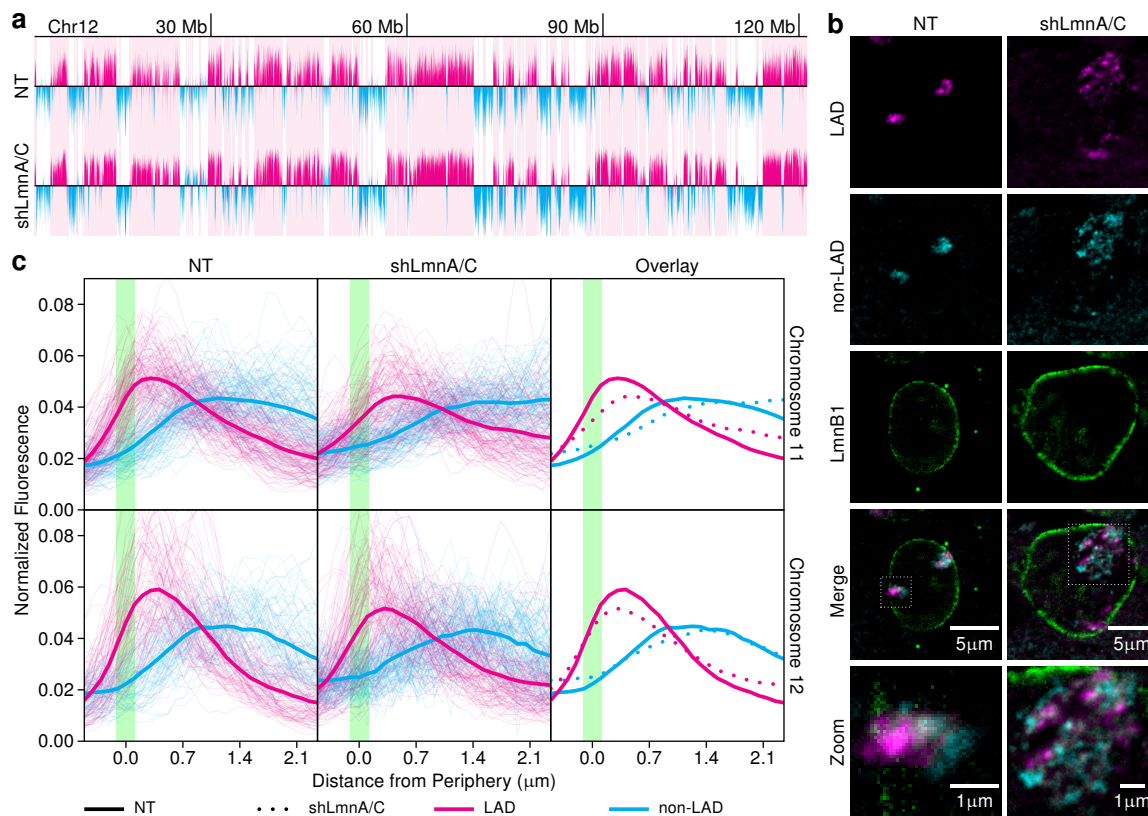 a
Chr12 30 Mb 60 Mb 90 Mb 120 Mb
NT
shLmnA/C
b
NT shLmnA/C
LAD
non-LAD
LmnB1
Merge
5μm 5μm
Zoom
1μm 1μm
c
NT shLmnA/C Overlay
Normalized Fluorescence
0.08
0.06
0.04
0.02
0.00
Chromosome 11
0.08
0.06
0.04
0.02
0.00
Chromosome 12
0.0 0.7 1.4 2.1 0.0 0.7 1.4 2.1 0.0 0.7 1.4 2.1
Distance from Periphery (μm)
NT shLmnA/C LAD non-LAD